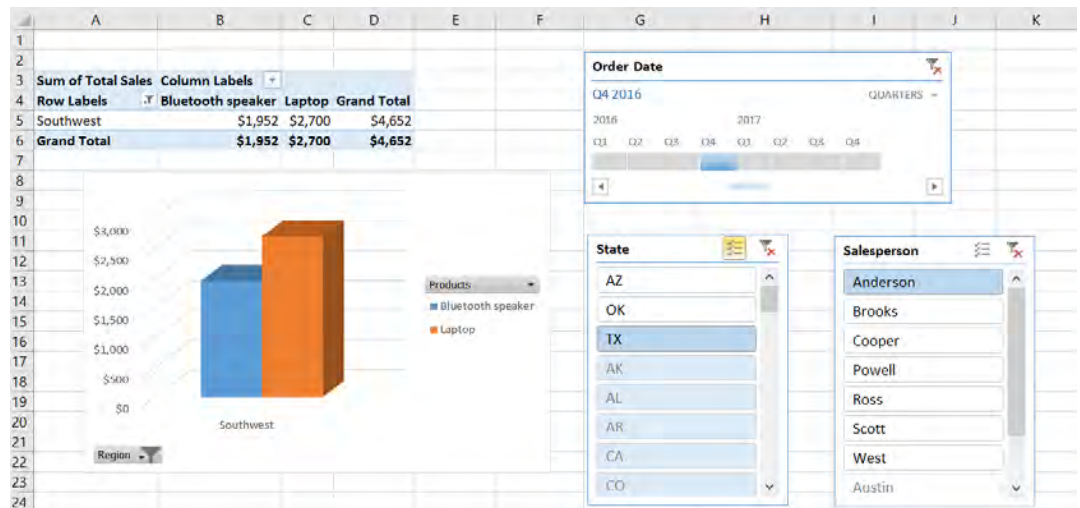 A B C D E F G H I J K
1
2
3 Sum of Total Sales Column Labels
4 Row Labels Bluetooth speaker Laptop Grand Total
5 Southwest $1,952 $2,700 $4,652
6 Grand Total $1,952 $2,700 $4,652
7
8
9
10
11
12
13
14
15
16
17
18
19
20
21
22
23
24
$3,000
$2,500
$2,000
$1,500
$1,000
$500
$0
Southwest
Region
Products
Bluetooth speaker
Laptop
Order Date
Q4 2016 QUARTERS
2016 2017
Q1 Q2 Q3 Q4 Q1 Q2 Q3 Q4
State
AZ
OK
TX
AK
AL
AR
CA
CO
Salesperson
Anderson
Brooks
Cooper
Powell
Ross
Scott
West
Austin